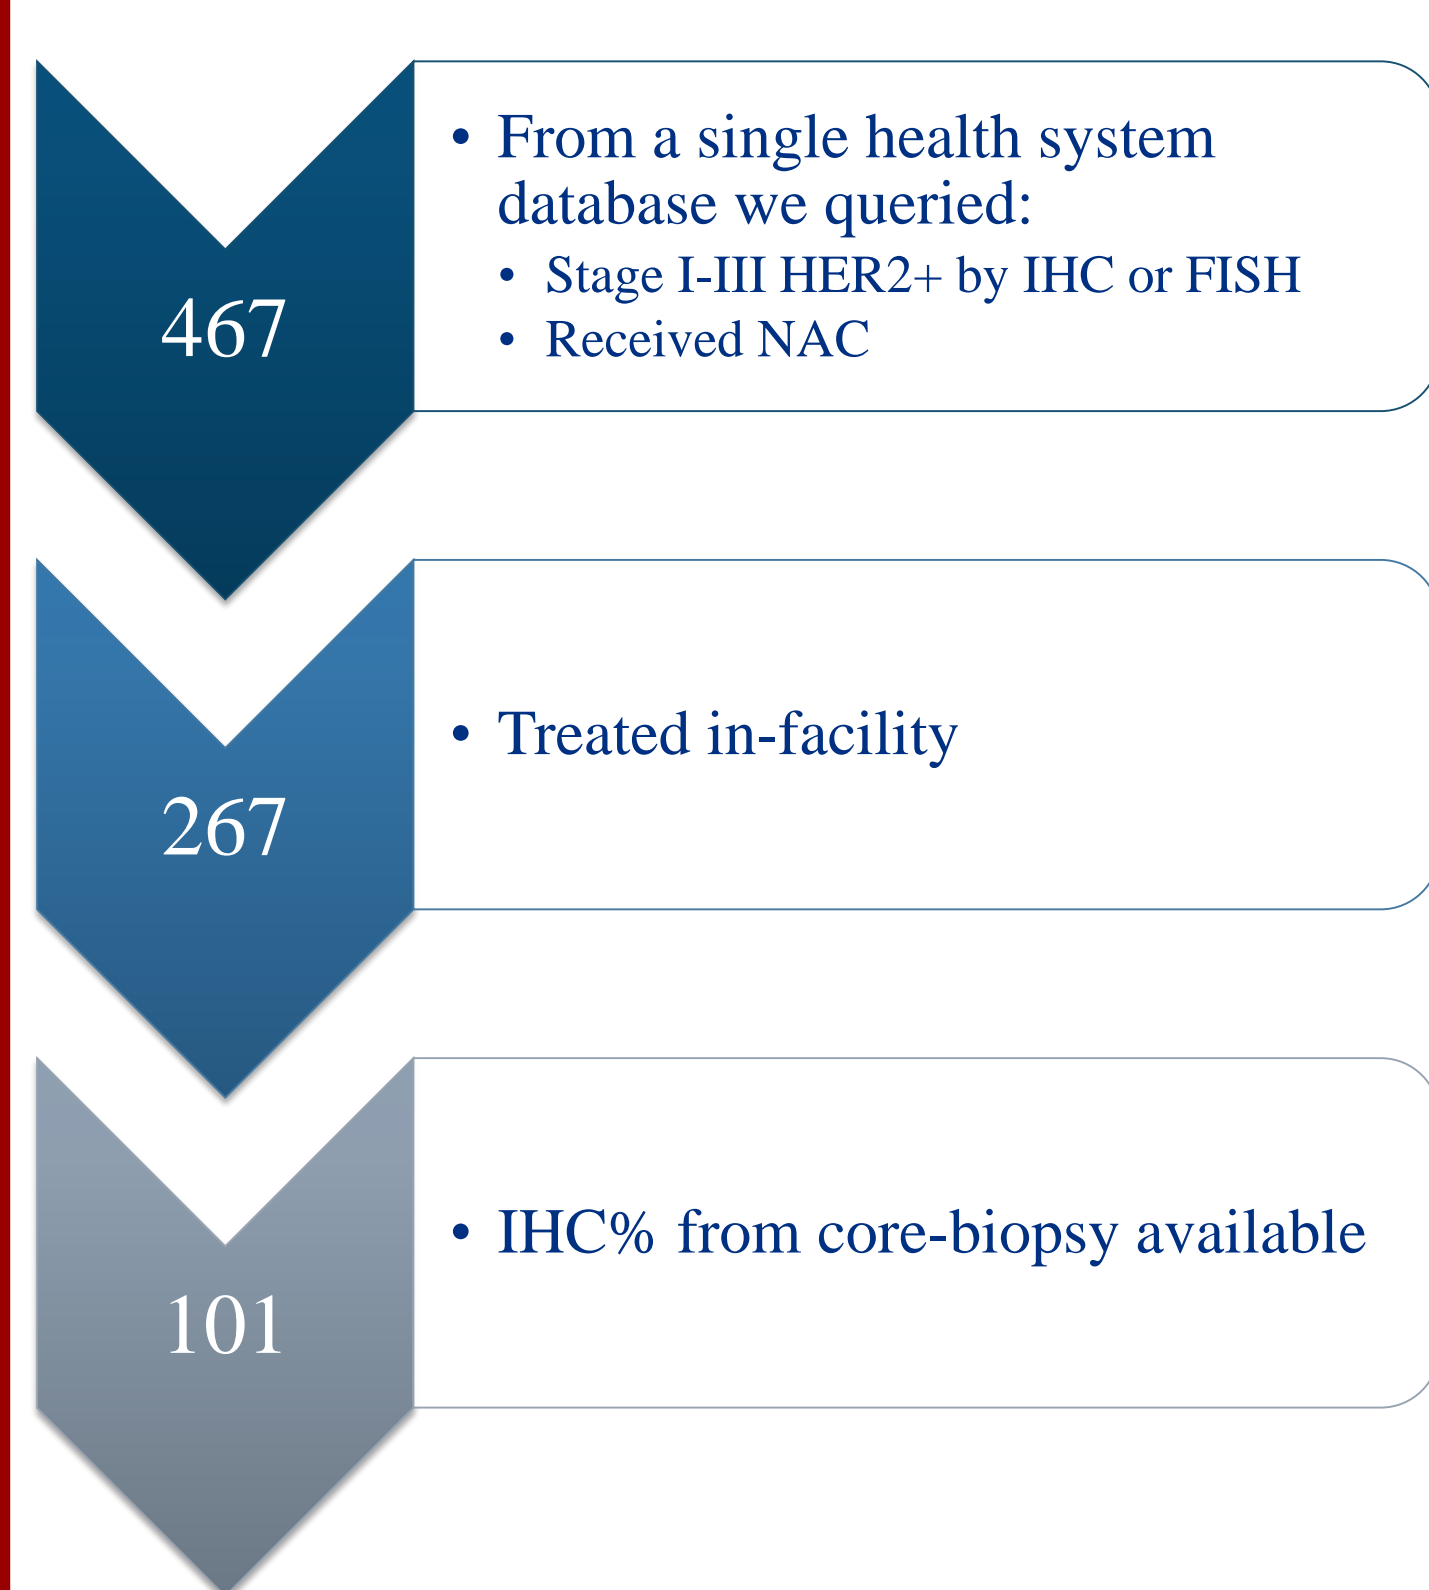 467
• From a single health system
database we queried:
• Stage I-III HER2+ by IHC or FISH
• Received NAC
267
• Treated in-facility
101
• IHC% from core-biopsy available